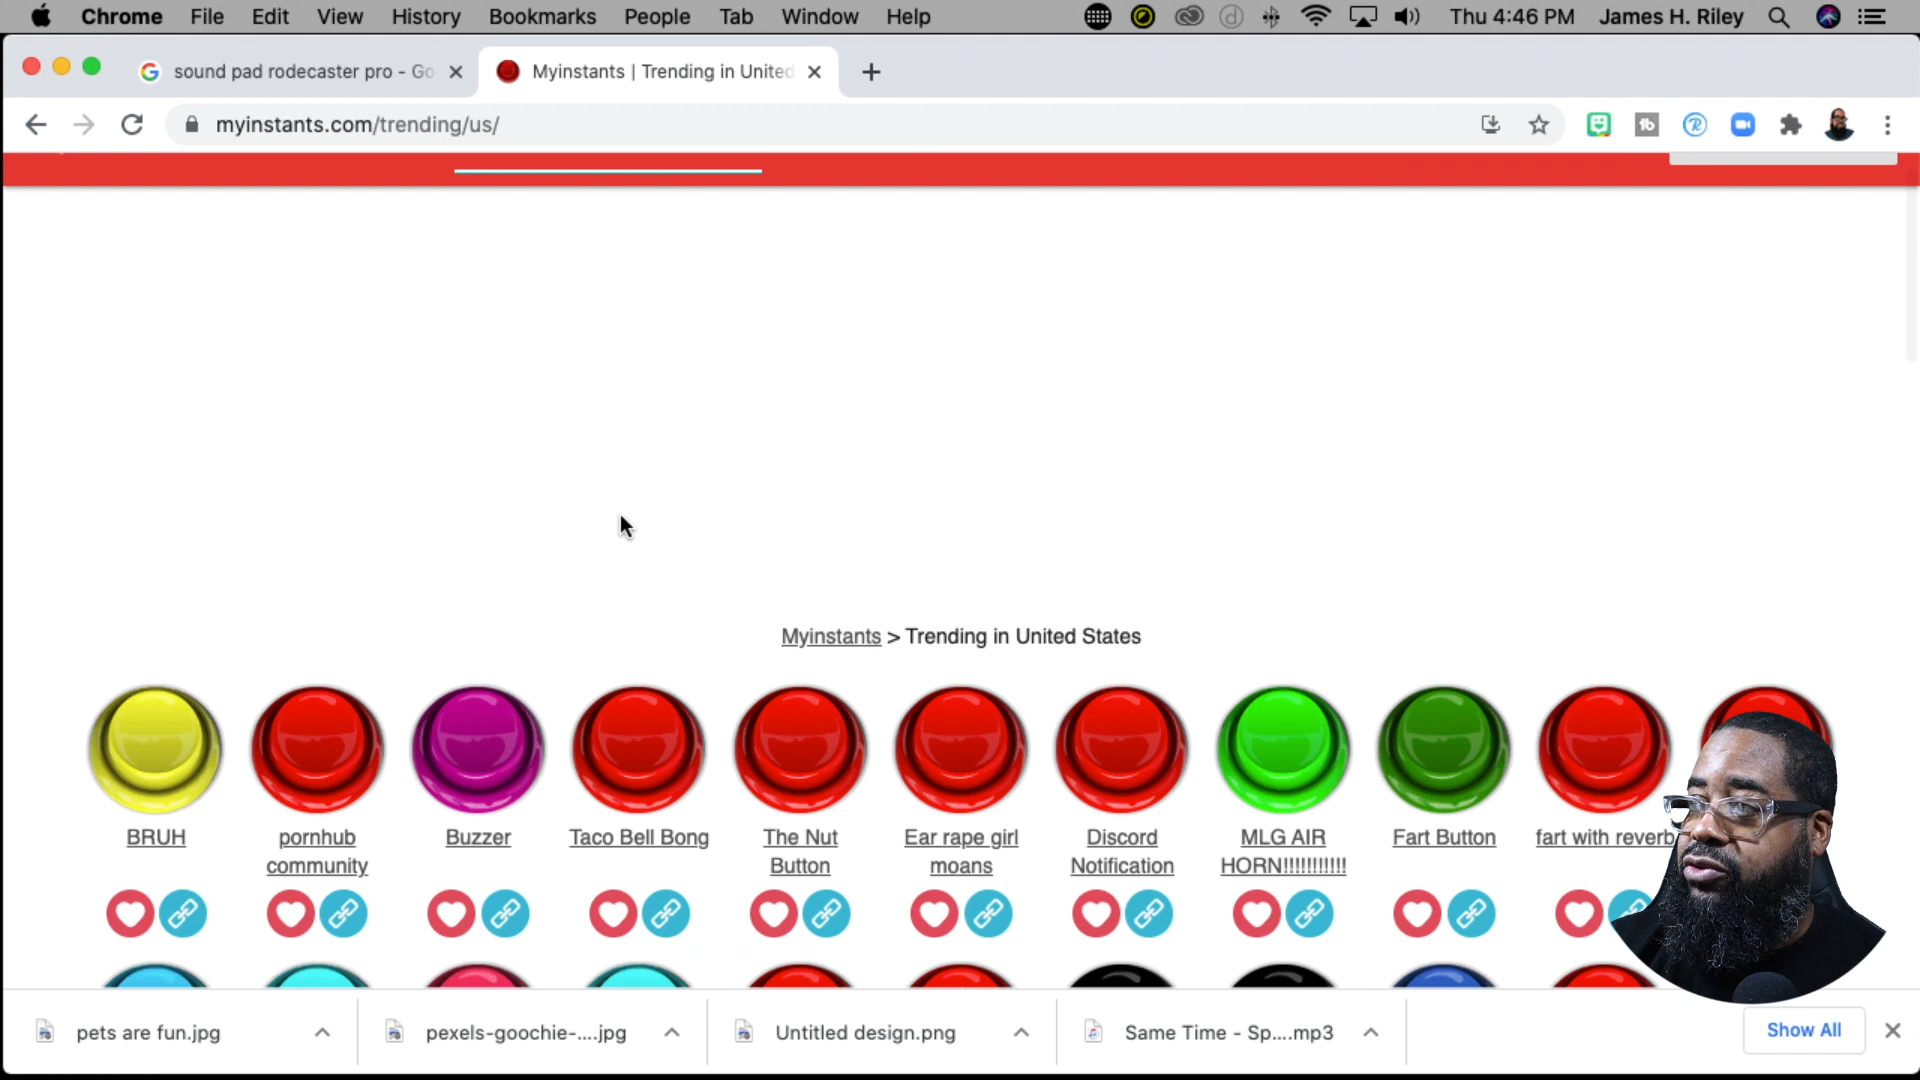 Chrome File Edit View History Bookmarks People Tab Window Help Thu 4:46 PM James H. Riley
sound pad rodecaster pro - Go
Myinstants | Trending in United
myinstants.com/trending/us/
Myinstants > Trending in United States
BRUH
pornhub
community
Buzzer
Taco Bell Bong
The Nut
Button
Ear rape girl
moans
Discord
Notification
MLG AIR
HORN!!!!!!!!!!!
Fart Button
fart with reverb
pets are fun.jpg
pexels-goochie-....jpg
Untitled design.png
Same Time - Sp....mp3
Show All